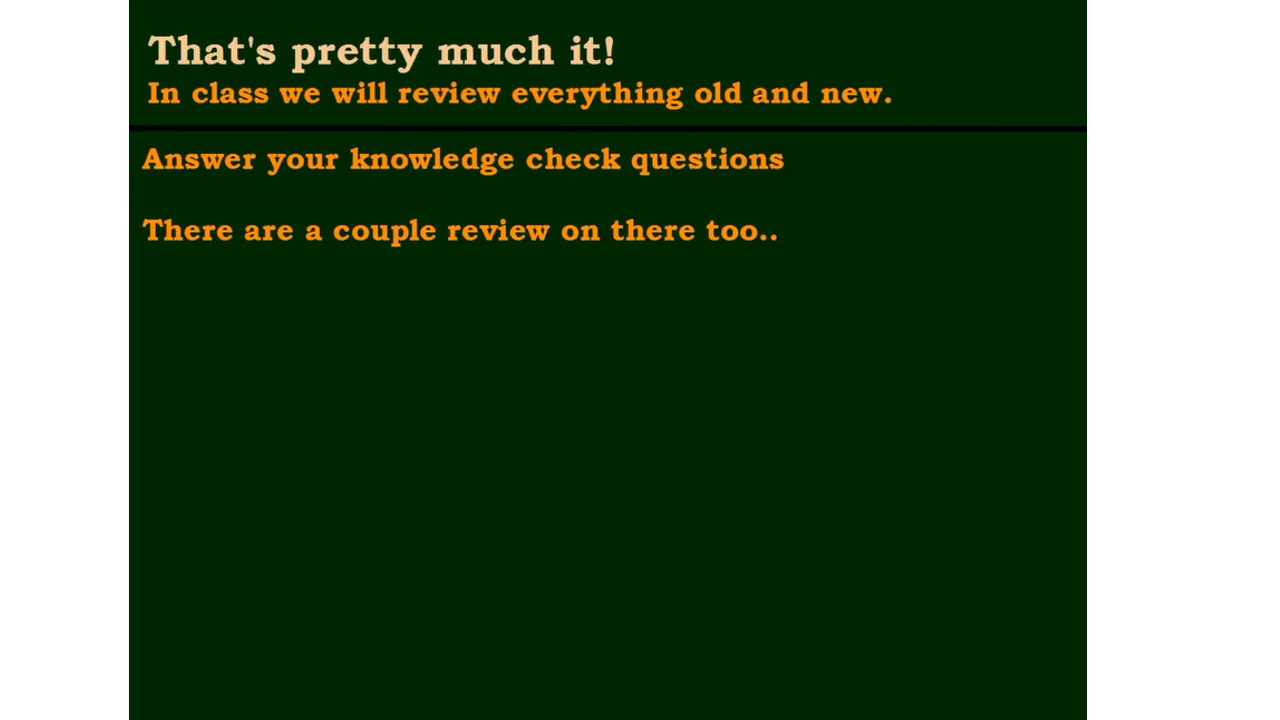 That's pretty much it!
In class we will review everything old and new.
Answer your knowledge check questions
There are a couple review on there too..